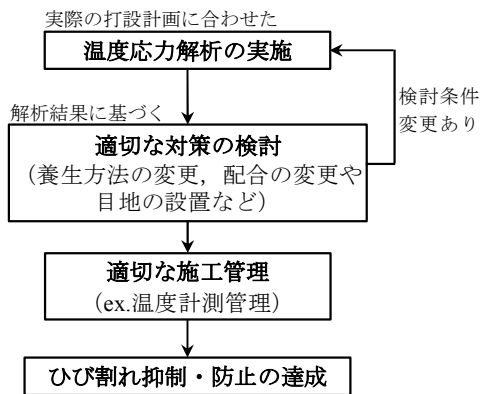 実際の打設計画に合わせた
温度応力解析の実施
解析結果に基づく
適切な対策の検討
（養生方法の変更，配合の変更や
目地の設置など）
検討条件
変更あり
適切な施工管理
（ex.温度計測管理）
ひび割れ抑制・防止の達成